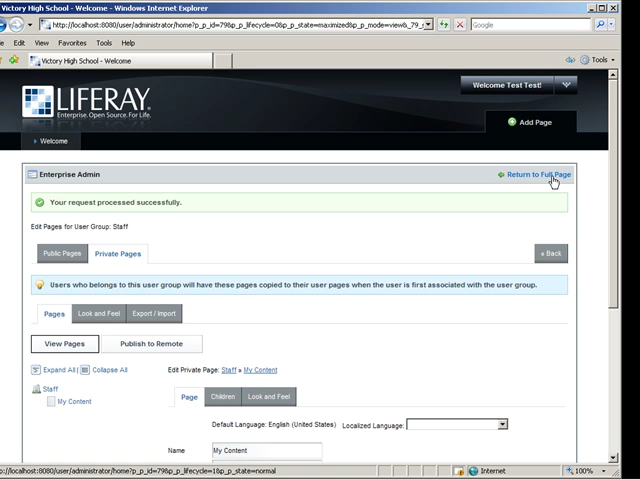 Victory High School - Welcome - Windows Internet Explorer
http://localhost:8080/user/administrator/home?p_p_id=79&p_p_lifecycle=0&p_p_state=maximized&p_p_mode=view&_79_s
Google
File Edit View Favorites Tools Help
Victory High School - Welcome
Tools
LIFERAY.
Enterprise. Open Source. For Life.
Welcome Test Test!
Add Page
Welcome
Enterprise Admin
Return to Full Page
Your request processed successfully.
Edit Pages for User Group: Staff
Public Pages Private Pages
« Back
Users who belongs to this user group will have these pages copied to their user pages when the user is first associated with the user group.
Pages Look and Feel Export / Import
View Pages Publish to Remote
Expand All | Collapse All
Edit Private Page: Staff » My Content
Staff
My Content
Page Children Look and Feel
Default Language: English (United States) Localized Language:
Name My Content
p://localhost:8080/user/administrator/home?p_p_id=79&p_p_lifecycle=1&p_p_state=normal
Internet
100%